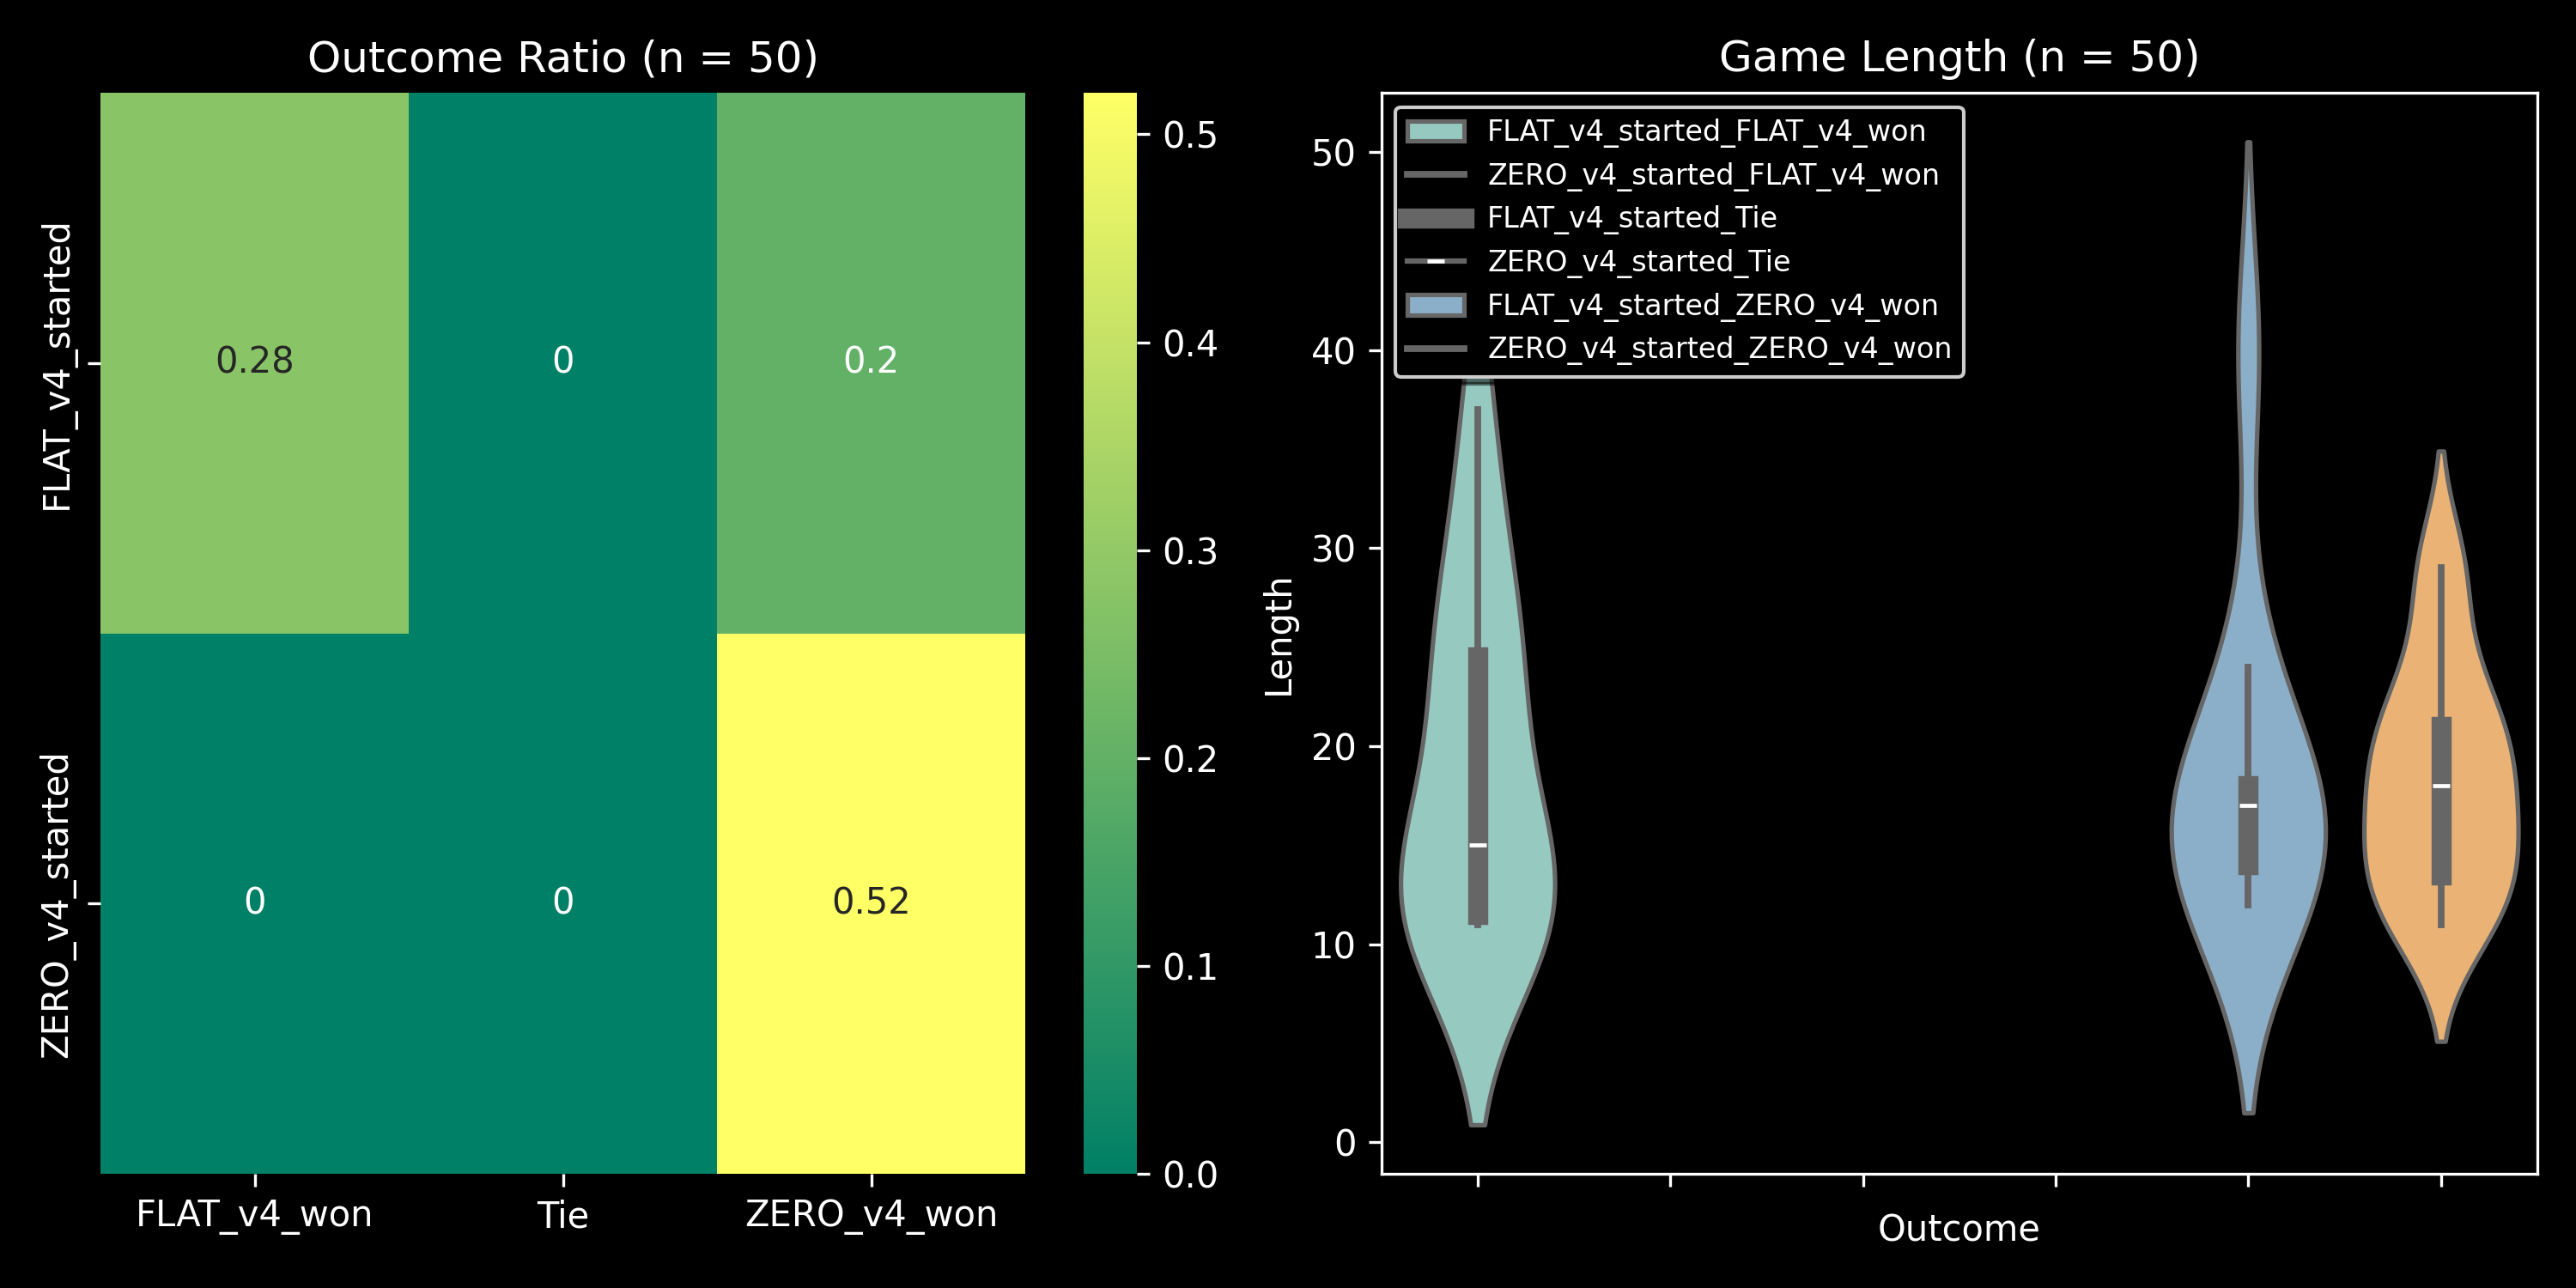 Outcome Ratio (n = 50)
FLAT_v4_started
0.28
0
0.2
ZERO_v4_started
0
0
0.52
FLAT_v4_won
Tie
ZERO_v4_won
0.5
0.4
0.3
0.2
0.1
0.0
Game Length (n = 50)
FLAT_v4_started_FLAT_v4_won
ZERO_v4_started_FLAT_v4_won
FLAT_v4_started_Tie
ZERO_v4_started_Tie
FLAT_v4_started_ZERO_v4_won
ZERO_v4_started_ZERO_v4_won
Length
50
40
30
20
10
0
Outcome